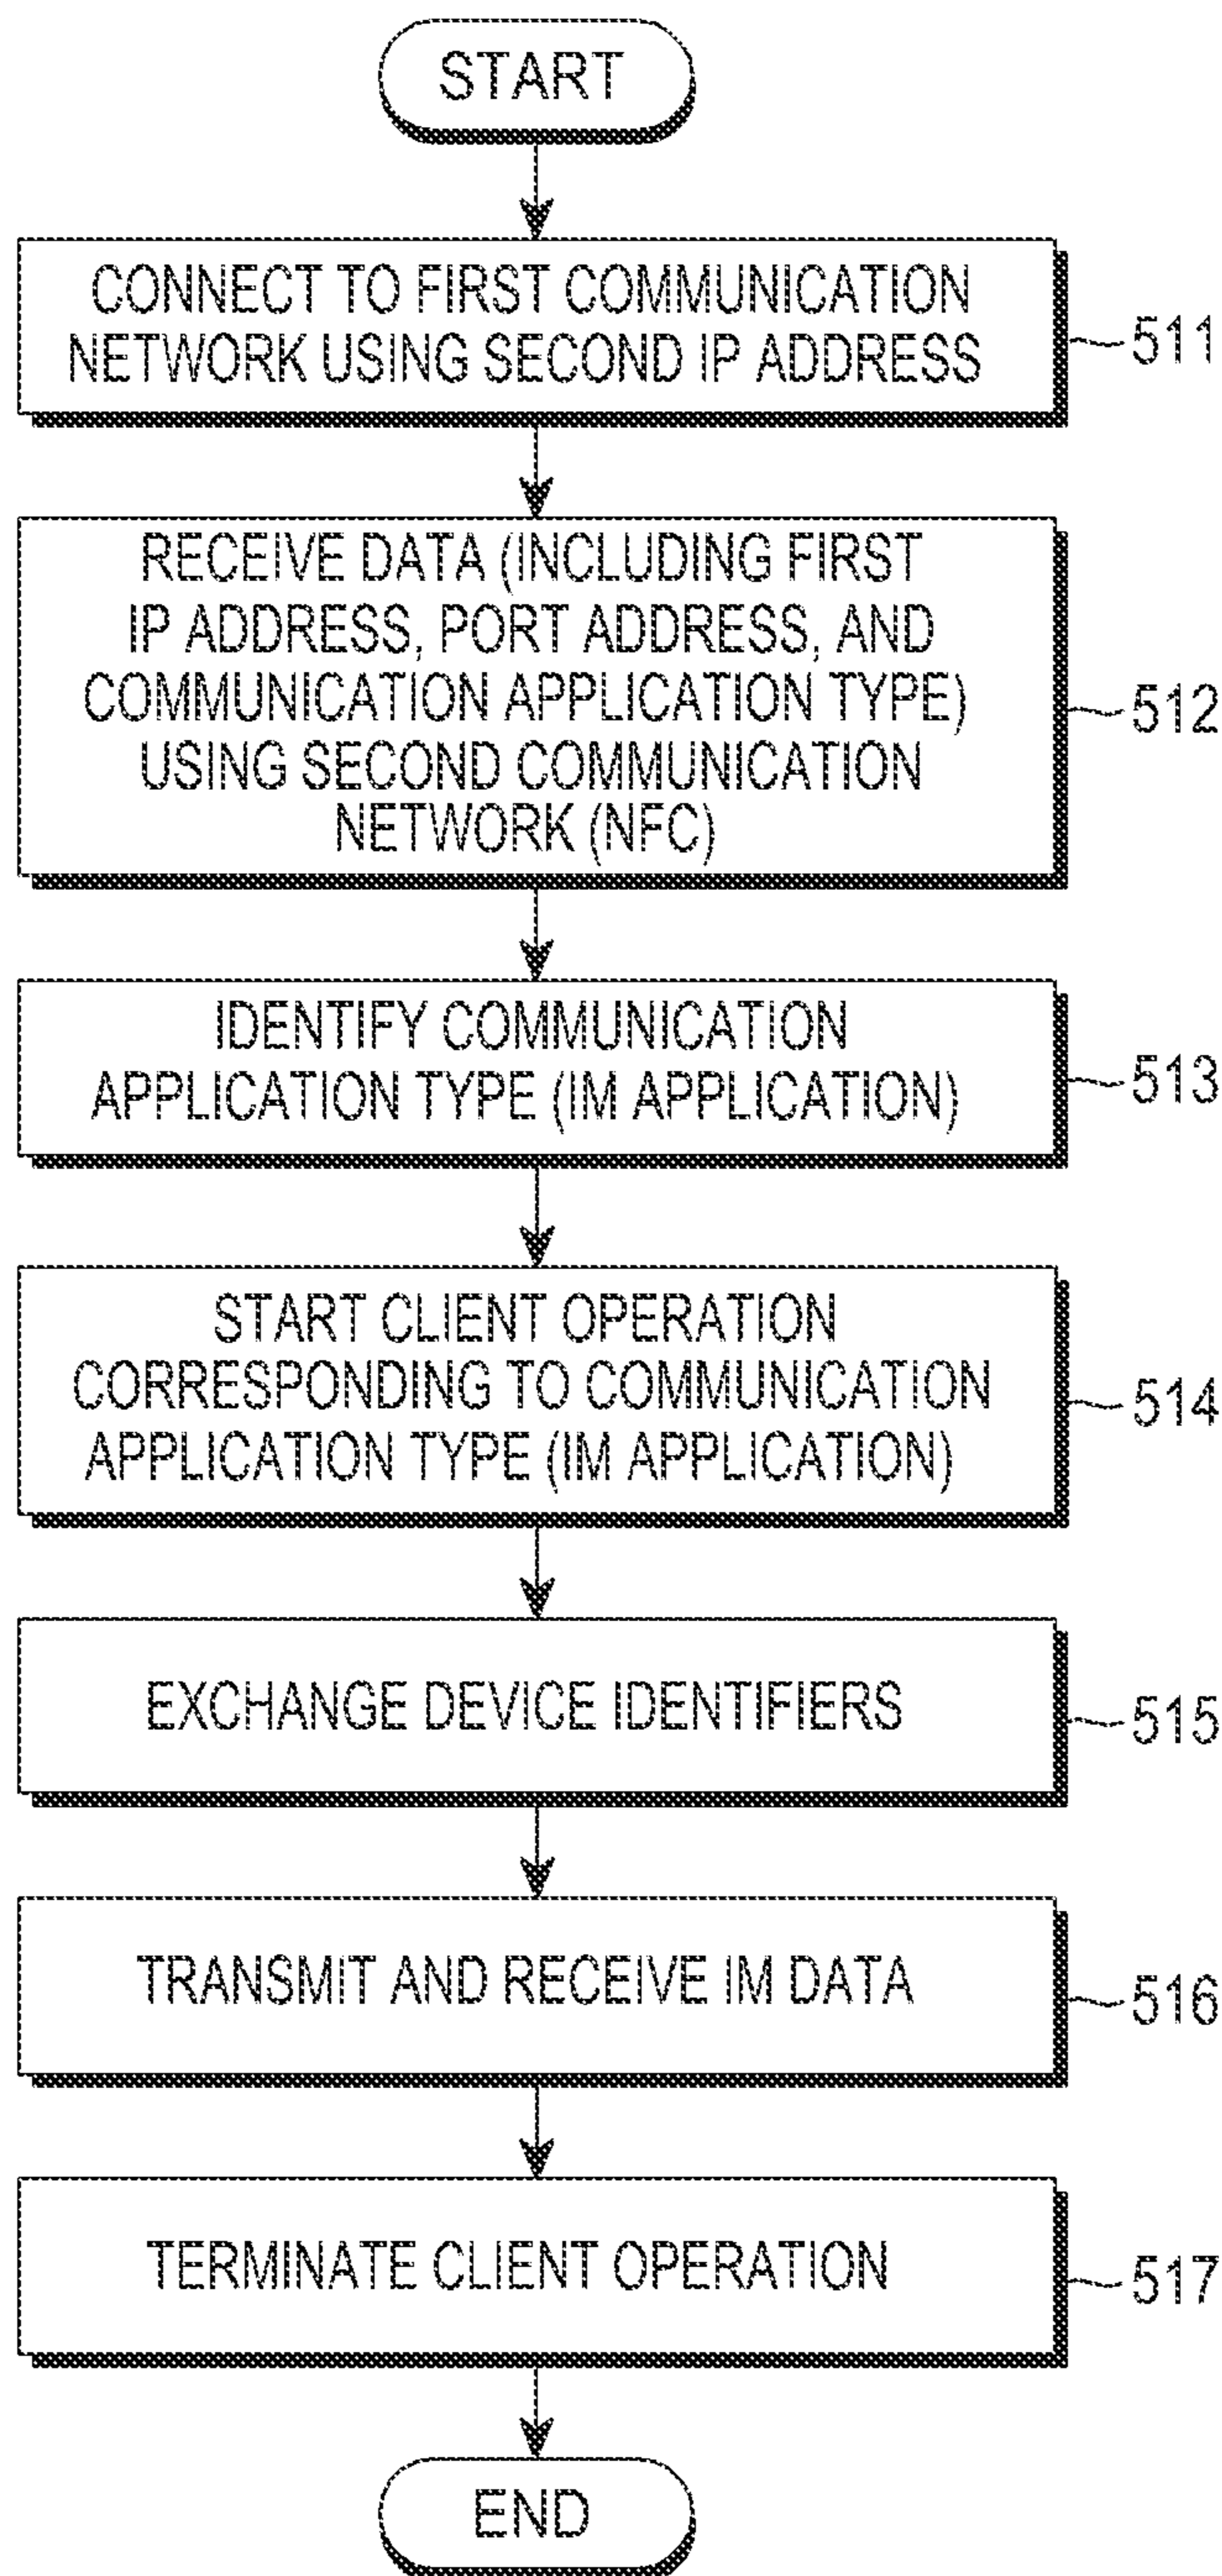 START
CONNECT TO FIRST COMMUNICATION
NETWORK USING SECOND IP ADDRESS
511
RECEIVE DATA (INCLUDING FIRST
IP ADDRESS, PORT ADDRESS, AND
COMMUNICATION APPLICATION TYPE)
USING SECOND COMMUNICATION
NETWORK (NFC)
512
IDENTIFY COMMUNICATION
APPLICATION TYPE (IM APPLICATION)
513
START CLIENT OPERATION
CORRESPONDING TO COMMUNICATION
APPLICATION TYPE (IM APPLICATION)
514
EXCHANGE DEVICE IDENTIFIERS
515
TRANSMIT AND RECEIVE IM DATA
516
TERMINATE CLIENT OPERATION
517
END